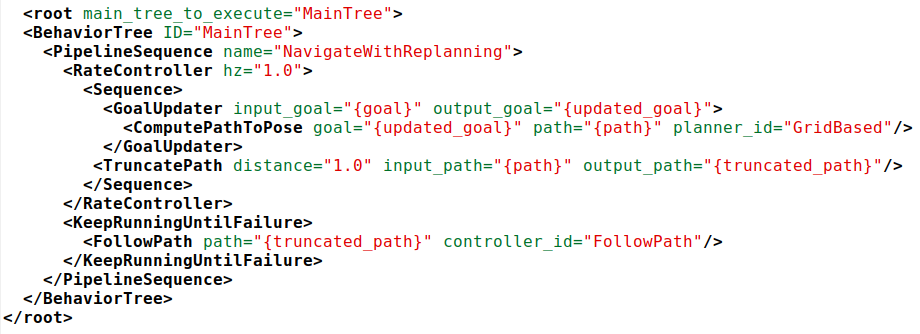 <root main_tree_to_execute="MainTree">
<BehaviorTree ID="MainTree">
<PipelineSequence name="NavigateWithReplanning">
<RateController hz="1.0">
<Sequence>
<GoalUpdater input_goal="{goal}" output_goal="{updated_goal}">
<ComputePathToPose goal="{updated_goal}" path="{path}" planner_id="GridBased"/>
</GoalUpdater>
<TruncatePath distance="1.0" input_path="{path}" output_path="{truncated_path}"/>
</Sequence>
</RateController>
<KeepRunningUntilFailure>
<FollowPath path="{truncated_path}" controller_id="FollowPath"/>
</KeepRunningUntilFailure>
</PipelineSequence>
</BehaviorTree>
</root>